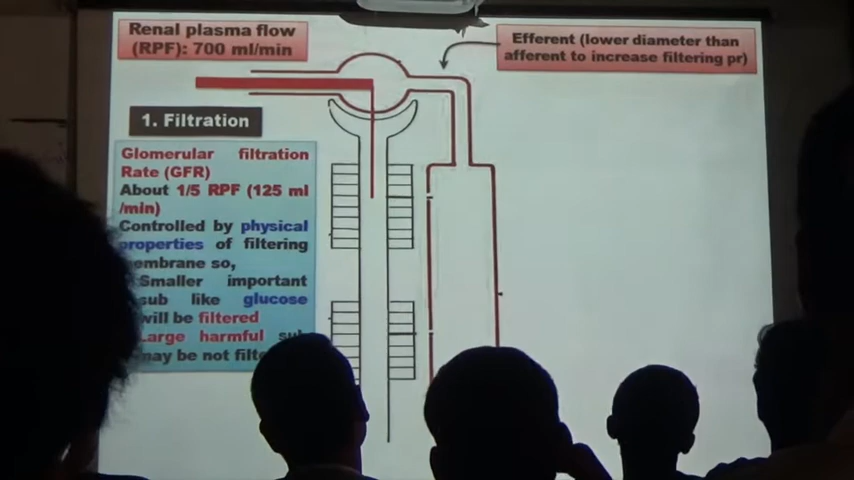 Renal plasma flow
(RPF): 700 ml/min
Efferent (lower diameter than
afferent to increase filtering pr)
1. Filtration
Glomerular filtration
Rate (GFR)
About 1/5 RPF (125 ml
/min)
Controlled by physical
properties of filtering
membrane so,
Smaller important
sub like glucose
will be filtered
Large harmful
may be not